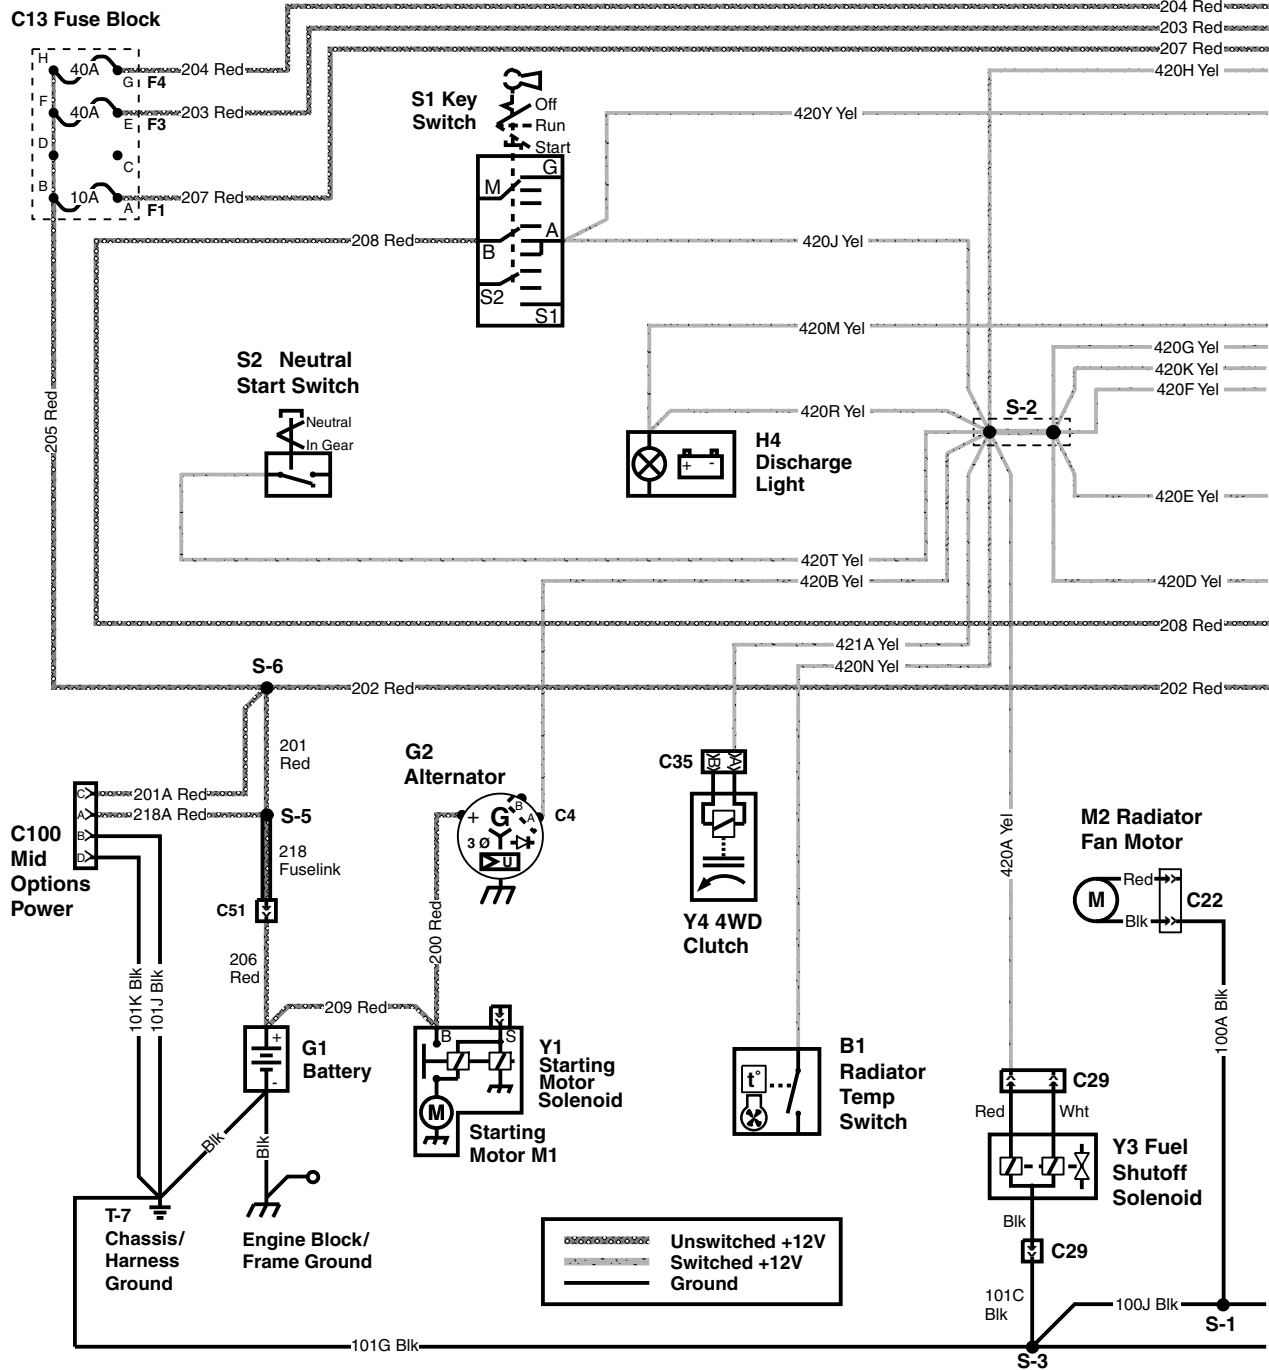 C13 Fuse Block
204 Red
203 Red
207 Red
420H Yel
H
40A
G
F4
204 Red
F
40A
E
F3
203 Red
D
C
B
10A
A
F1
207 Red
S1 Key
Switch
Off
Run
Start
G
M
A
B
S2
S1
420Y Yel
208 Red
420J Yel
420M Yel
420G Yel
420K Yel
420F Yel
S2 Neutral
Start Switch
Neutral
In Gear
205 Red
420R Yel
S-2
H4
Discharge
Light
+ -
420E Yel
420T Yel
420B Yel
420D Yel
208 Red
421A Yel
420N Yel
S-6
202 Red
202 Red
201
Red
C
201A Red
A
218A Red
S-5
B
D
C100
Mid
Options
Power
218
Fuselink
C51
206
Red
G2
Alternator
+
G
B
A
3 Ø
U
C4
C35
B
A
Y4 4WD
Clutch
420A Yel
M2 Radiator
Fan Motor
M
Red
Blk
C22
101K Blk
101J Blk
200 Red
100A Blk
209 Red
+
-
G1
Battery
B
S
M
Y1
Starting
Motor
Solenoid
Starting
Motor M1
t°
B1
Radiator
Temp
Switch
C29
Red
Wht
Y3 Fuel
Shutoff
Solenoid
Blk
C29
Blk
Blk
T-7
Chassis/
Harness
Ground
Engine Block/
Frame Ground
Unswitched +12V
Switched +12V
Ground
101C
Blk
100J Blk
S-1
101G Blk
S-3